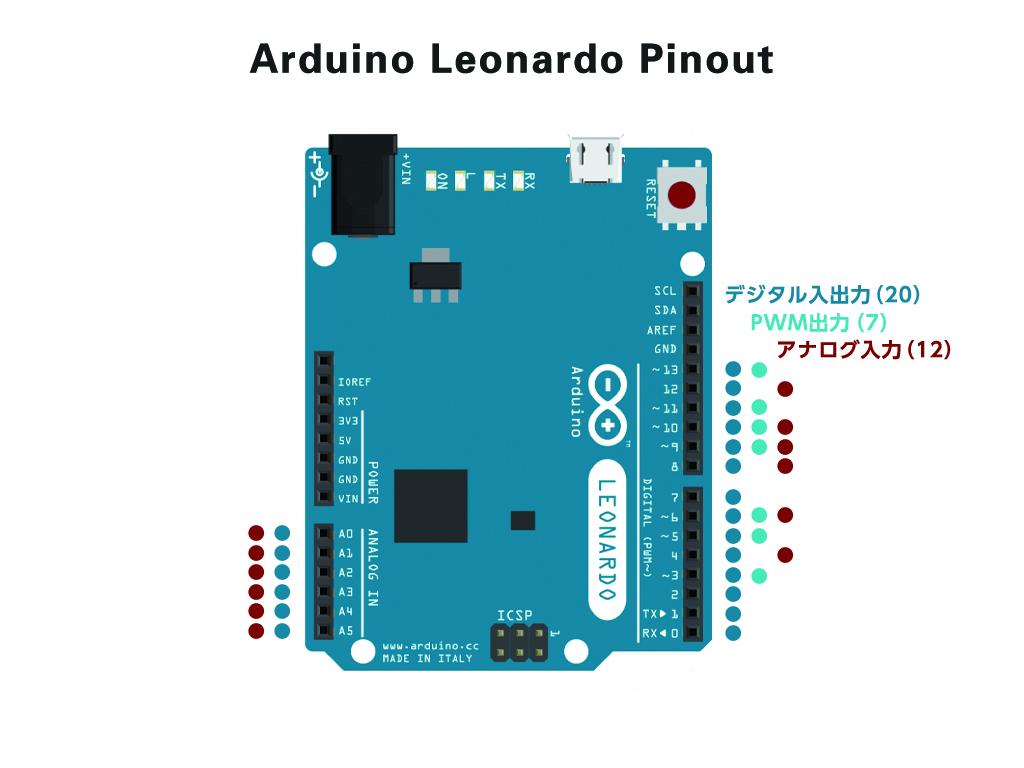 Arduino Leonardo Pinout
+VIN
ON
L
TX
RX
RESET
デジタル入出力(20)
PWM出力(7)
アナログ入力(12)
SCL
SDA
AREF
GND
~13
12
~11
~10
~9
8
7
~6
~5
4
~3
2
TX▶1
RX◀0
DIGITAL (PWM~)
Arduino
TM
LEONARDO
IOREF
RST
3V3
5V
GND
GND
VIN
POWER
A0
A1
A2
A3
A4
A5
ANALOG IN
ICSP
1
www.arduino.cc
MADE IN ITALY